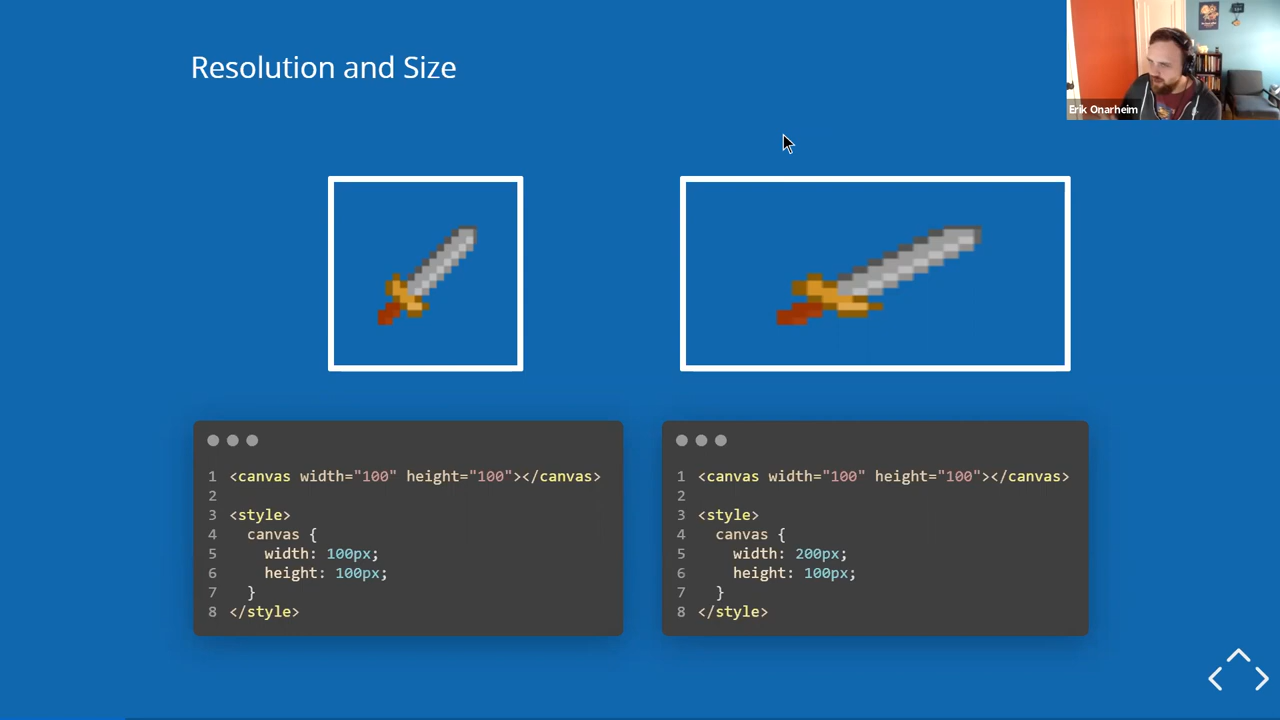 Resolution and Size
Erik Onarheim
1 <canvas width="100" height="100"></canvas>
2
3 <style>
4   canvas {
5     width: 100px;
6     height: 100px;
7   }
8 </style>
1 <canvas width="100" height="100"></canvas>
2
3 <style>
4   canvas {
5     width: 200px;
6     height: 100px;
7   }
8 </style>